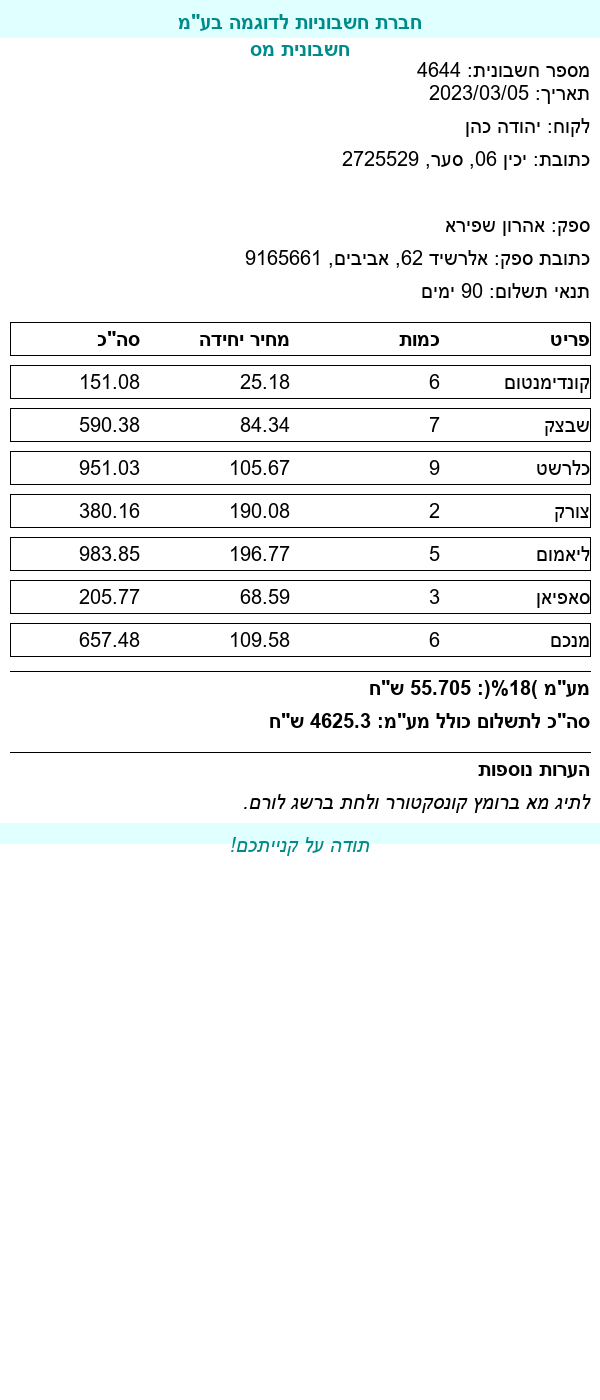 חברת חשבוניות לדוגמה בע"מ
חשבונית מס
מספר חשבונית: 4644
תאריך: 2023/03/05
לקוח: יהודה כהן
כתובת: יכין 06, סער, 2725529
ספק: אהרון שפירא
כתובת ספק: אלרשיד 62, אביבים, 9165661
תנאי תשלום: 90 ימים
פריט כמות מחיר יחידה סה"כ
קונדימנטום 6 25.18 151.08
שבצק 7 84.34 590.38
כלרשט 9 105.67 951.03
צורק 2 190.08 380.16
ליאמום 5 196.77 983.85
סאפיאן 3 68.59 205.77
מנכם 6 109.58 657.48
מע"מ )18%(: 55.705 ש"ח
סה"כ לתשלום כולל מע"מ: 4625.3 ש"ח
הערות נוספות
לתיג מא ברומץ קונסקטורר ולחת ברשג לורם.
תודה על קנייתכם!